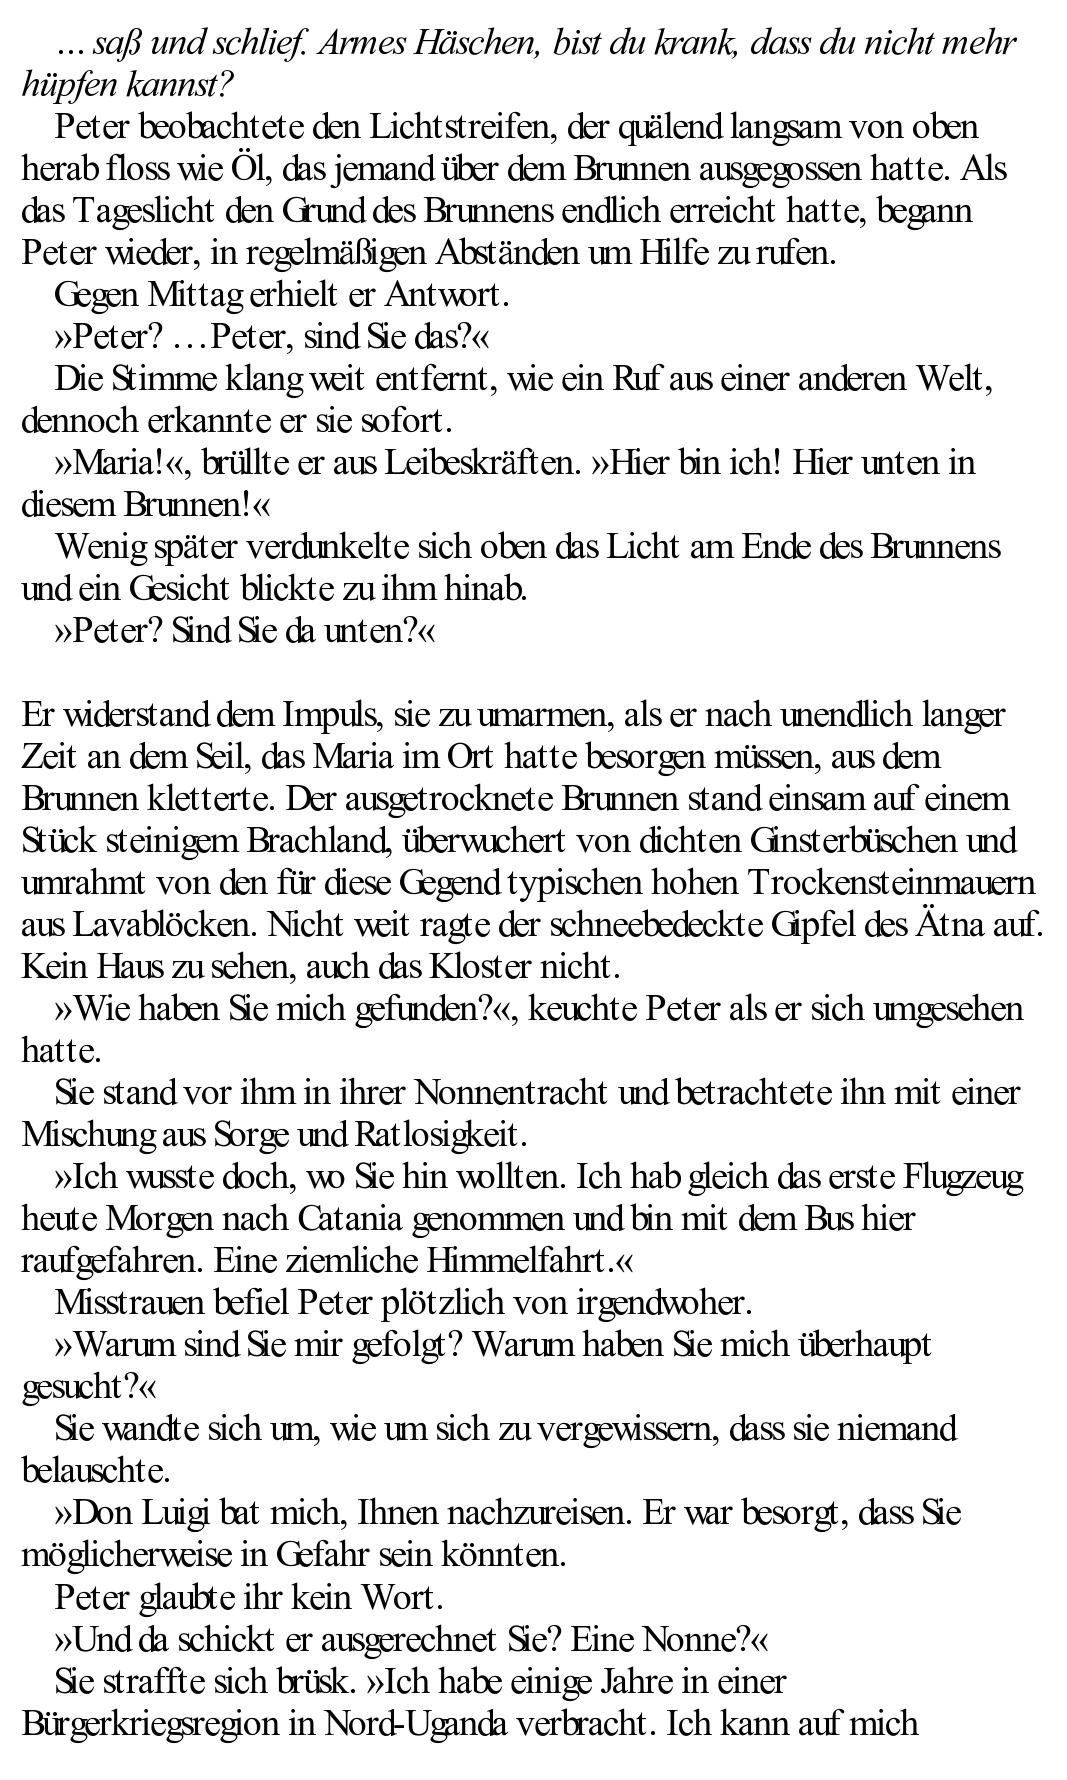 … saß und schlief. Armes Häschen, bist du krank, dass du nicht mehr
hüpfen kannst?
Peter beobachtete den Lichtstreifen, der quälend langsam von oben
herab floss wie Öl, das jemand über dem Brunnen ausgegossen hatte. Als
das Tageslicht den Grund des Brunnens endlich erreicht hatte, begann
Peter wieder, in regelmäßigen Abständen um Hilfe zu rufen.
Gegen Mittag erhielt er Antwort.
»Peter? …Peter, sind Sie das?«
Die Stimme klang weit entfernt, wie ein Ruf aus einer anderen Welt,
dennoch erkannte er sie sofort.
»Maria!«, brüllte er aus Leibeskräften. »Hier bin ich! Hier unten in
diesem Brunnen!«
Wenig später verdunkelte sich oben das Licht am Ende des Brunnens
und ein Gesicht blickte zu ihm hinab.
»Peter? Sind Sie da unten?«
Er widerstand dem Impuls, sie zu umarmen, als er nach unendlich langer
Zeit an dem Seil, das Maria im Ort hatte besorgen müssen, aus dem
Brunnen kletterte. Der ausgetrocknete Brunnen stand einsam auf einem
Stück steinigem Brachland, überwuchert von dichten Ginsterbüschen und
umrahmt von den für diese Gegend typischen hohen Trockensteinmauern
aus Lavablöcken. Nicht weit ragte der schneebedeckte Gipfel des Ätna auf.
Kein Haus zu sehen, auch das Kloster nicht.
»Wie haben Sie mich gefunden?«, keuchte Peter als er sich umgesehen
hatte.
Sie stand vor ihm in ihrer Nonnentracht und betrachtete ihn mit einer
Mischung aus Sorge und Ratlosigkeit.
»Ich wusste doch, wo Sie hin wollten. Ich hab gleich das erste Flugzeug
heute Morgen nach Catania genommen und bin mit dem Bus hier
raufgefahren. Eine ziemliche Himmelfahrt.«
Misstrauen befiel Peter plötzlich von irgendwoher.
»Warum sind Sie mir gefolgt? Warum haben Sie mich überhaupt
gesucht?«
Sie wandte sich um, wie um sich zu vergewissern, dass sie niemand
belauschte.
»Don Luigi bat mich, Ihnen nachzureisen. Er war besorgt, dass Sie
möglicherweise in Gefahr sein könnten.
Peter glaubte ihr kein Wort.
»Und da schickt er ausgerechnet Sie? Eine Nonne?«
Sie straffte sich brüsk. »Ich habe einige Jahre in einer
Bürgerkriegsregion in Nord-Uganda verbracht. Ich kann auf mich